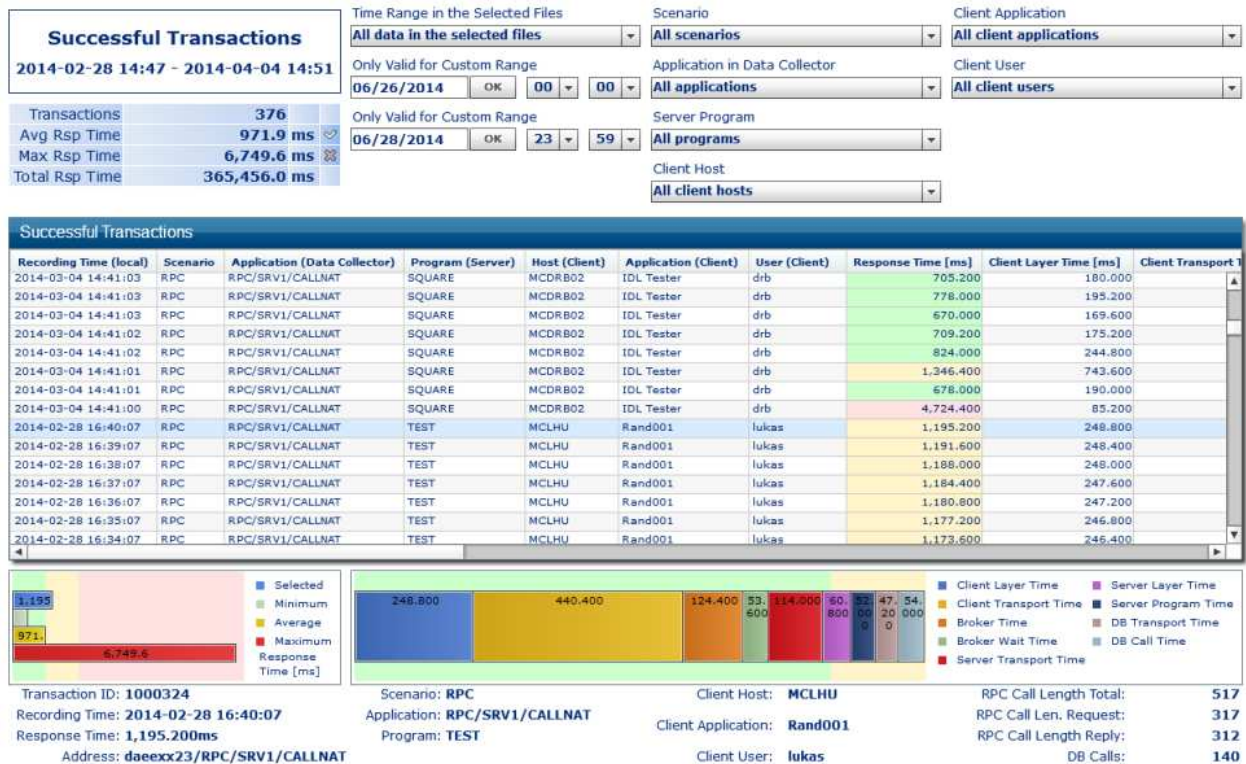 Successful Transactions
2014-02-28 14:47 - 2014-04-04 14:51
Transactions 376
Avg Rsp Time 971.9 ms
Max Rsp Time 6,749.6 ms
Total Rsp Time 365,456.0 ms
Time Range in the Selected Files
All data in the selected files
Only Valid for Custom Range
06/26/2014 OK 00 00
Only Valid for Custom Range
06/28/2014 OK 23 59
Scenario
All scenarios
Application in Data Collector
All applications
Server Program
All programs
Client Host
All client hosts
Client Application
All client applications
Client User
All client users
Successful Transactions
Recording Time (local) Scenario Application (Data Collector) Program (Server) Host (Client) Application (Client) User (Client) Response Time [ms] Client Layer Time [ms] Client Transport T
2014-03-04 14:41:03 RPC RPC/SRV1/CALLNAT SQUARE MCDRB02 IDL Tester drb 705.200 180.000
2014-03-04 14:41:03 RPC RPC/SRV1/CALLNAT SQUARE MCDRB02 IDL Tester drb 778.000 195.200
2014-03-04 14:41:03 RPC RPC/SRV1/CALLNAT SQUARE MCDRB02 IDL Tester drb 670.000 169.600
2014-03-04 14:41:02 RPC RPC/SRV1/CALLNAT SQUARE MCDRB02 IDL Tester drb 709.200 175.200
2014-03-04 14:41:02 RPC RPC/SRV1/CALLNAT SQUARE MCDRB02 IDL Tester drb 824.000 244.800
2014-03-04 14:41:01 RPC RPC/SRV1/CALLNAT SQUARE MCDRB02 IDL Tester drb 1,346.400 743.600
2014-03-04 14:41:01 RPC RPC/SRV1/CALLNAT SQUARE MCDRB02 IDL Tester drb 678.000 190.000
2014-03-04 14:41:00 RPC RPC/SRV1/CALLNAT SQUARE MCDRB02 IDL Tester drb 4,724.400 85.200
2014-02-28 16:40:07 RPC RPC/SRV1/CALLNAT TEST MCLHU Rand001 lukas 1,195.200 248.800
2014-02-28 16:39:07 RPC RPC/SRV1/CALLNAT TEST MCLHU Rand001 lukas 1,191.600 248.400
2014-02-28 16:38:07 RPC RPC/SRV1/CALLNAT TEST MCLHU Rand001 lukas 1,188.000 248.000
2014-02-28 16:37:07 RPC RPC/SRV1/CALLNAT TEST MCLHU Rand001 lukas 1,184.400 247.600
2014-02-28 16:36:07 RPC RPC/SRV1/CALLNAT TEST MCLHU Rand001 lukas 1,180.800 247.200
2014-02-28 16:35:07 RPC RPC/SRV1/CALLNAT TEST MCLHU Rand001 lukas 1,177.200 246.800
2014-02-28 16:34:07 RPC RPC/SRV1/CALLNAT TEST MCLHU Rand001 lukas 1,173.600 246.400
1,195
971.
6,749.6
Selected
Minimum
Average
Maximum
Response
Time [ms]
248.800 440.400 124.400 53.600 114.000 60.800 52.000 47.200 54.000
Client Layer Time
Client Transport Time
Broker Time
Broker Wait Time
Server Transport Time
Server Layer Time
Server Program Time
DB Transport Time
DB Call Time
Transaction ID: 1000324
Recording Time: 2014-02-28 16:40:07
Response Time: 1,195.200ms
Address: daeexx23/RPC/SRV1/CALLNAT
Scenario: RPC
Application: RPC/SRV1/CALLNAT
Program: TEST
Client Host: MCLHU
Client Application: Rand001
Client User: lukas
RPC Call Length Total: 517
RPC Call Len. Request: 317
RPC Call Length Reply: 312
DB Calls: 140